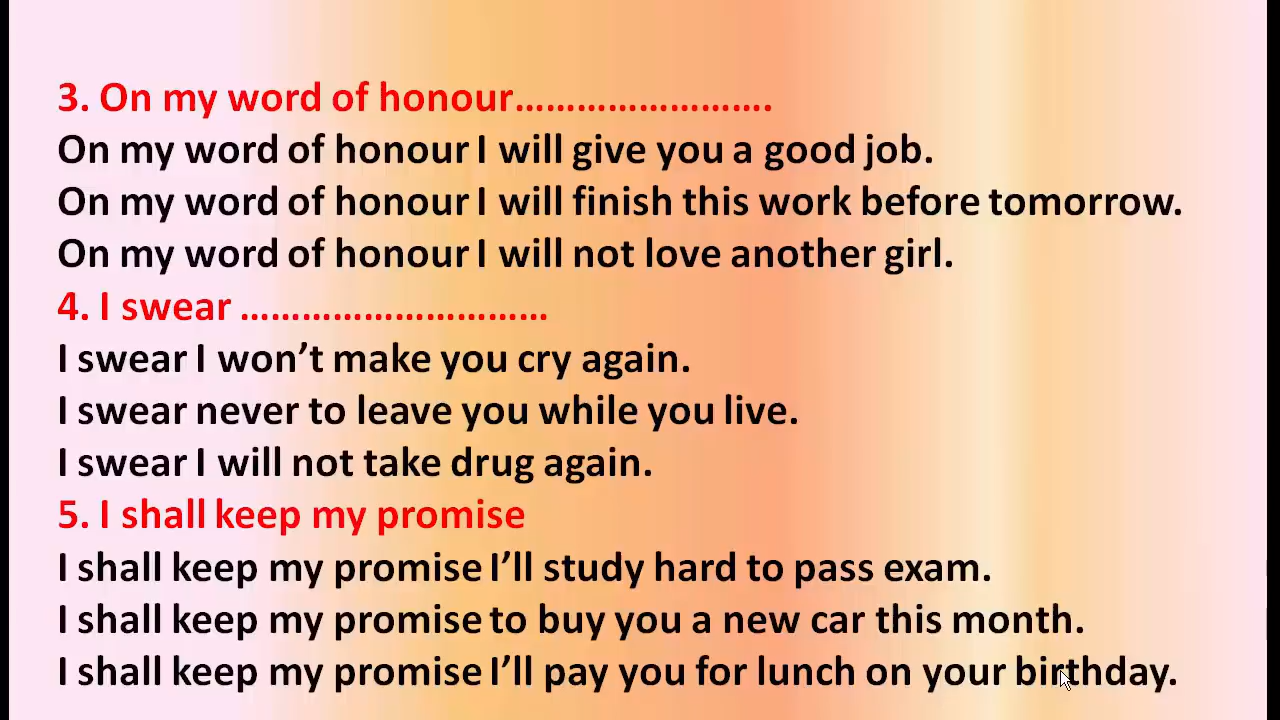 3. On my word of honour…………………….
On my word of honour I will give you a good job.
On my word of honour I will finish this work before tomorrow.
On my word of honour I will not love another girl.
4. I swear …………………………
I swear I won’t make you cry again.
I swear never to leave you while you live.
I swear I will not take drug again.
5. I shall keep my promise
I shall keep my promise I’ll study hard to pass exam.
I shall keep my promise to buy you a new car this month.
I shall keep my promise I’ll pay you for lunch on your birthday.